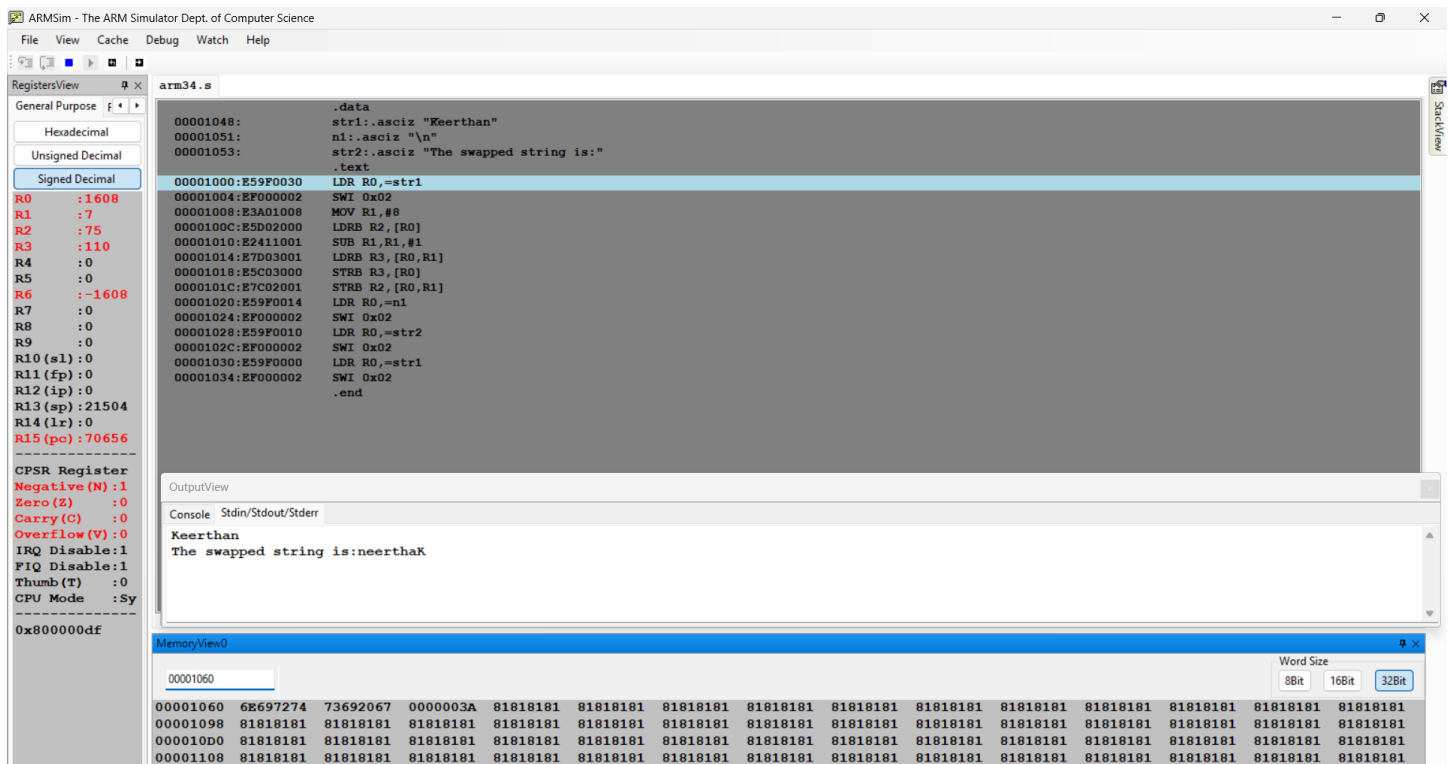 ARMSim - The ARM Simulator Dept. of Computer Science
File View Cache Debug Watch Help
RegistersView
General Purpose F
Hexadecimal
Unsigned Decimal
Signed Decimal
R0 :1608
R1 :7
R2 :75
R3 :110
R4 :0
R5 :0
R6 :-1608
R7 :0
R8 :0
R9 :0
R10(sl):0
R11(fp):0
R12(ip):0
R13(sp):21504
R14(lr):0
R15(pc):70656
---------------
CPSR Register
Negative(N):1
Zero(Z) :0
Carry(C) :0
Overflow(V):0
IRQ Disable:1
FIQ Disable:1
Thumb(T) :0
CPU Mode :Sy
---------------
0x800000df
arm34.s
.data
00001048: str1:.asciz "Keerthan"
00001051: n1:.asciz "\n"
00001053: str2:.asciz "The swapped string is:"
.text
00001000:E59F0030 LDR R0,=str1
00001004:EF000002 SWI 0x02
00001008:E3A01008 MOV R1,#8
0000100C:E5D02000 LDRB R2,[R0]
00001010:E2411001 SUB R1,R1,#1
00001014:E7D03001 LDRB R3,[R0,R1]
00001018:E5C03000 STRB R3,[R0]
0000101C:E7C02001 STRB R2,[R0,R1]
00001020:E59F0014 LDR R0,=n1
00001024:EF000002 SWI 0x02
00001028:E59F0010 LDR R0,=str2
0000102C:EF000002 SWI 0x02
00001030:E59F0000 LDR R0,=str1
00001034:EF000002 SWI 0x02
.end
StackView
OutputView
Console Stdin/Stdout/Stderr
Keerthan
The swapped string is:neerthaK
MemoryView0
00001060
Word Size
8Bit 16Bit 32Bit
00001060 6E697274 73692067 0000003A 81818181 81818181 81818181 81818181 81818181 81818181 81818181 81818181 81818181 81818181 81818181
00001098 81818181 81818181 81818181 81818181 81818181 81818181 81818181 81818181 81818181 81818181 81818181 81818181 81818181 81818181
000010D0 81818181 81818181 81818181 81818181 81818181 81818181 81818181 81818181 81818181 81818181 81818181 81818181 81818181 81818181
00001108 81818181 81818181 81818181 81818181 81818181 81818181 81818181 81818181 81818181 81818181 81818181 81818181 81818181 81818181